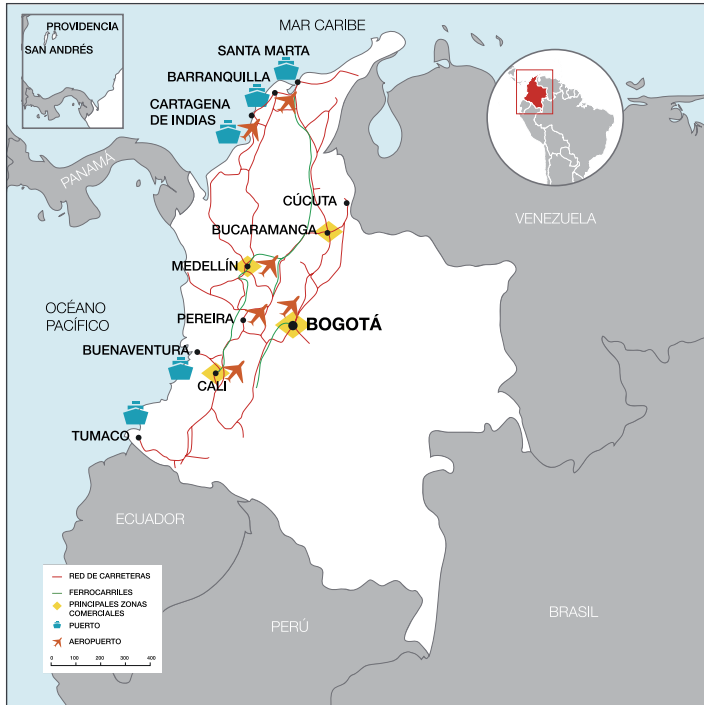 PROVIDENCIA
SAN ANDRÉS
MAR CARIBE
SANTA MARTA
BARRANQUILLA
CARTAGENA
DE INDIAS
PANAMÁ
CÚCUTA
BUCARAMANGA
VENEZUELA
MEDELLÍN
OCÉANO
PACÍFICO
PEREIRA
BOGOTÁ
BUENAVENTURA
CALI
TUMACO
ECUADOR
PERÚ
BRASIL
RED DE CARRETERAS
FERROCARRILES
PRINCIPALES ZONAS
COMERCIALES
PUERTO
AEROPUERTO
0 100 200 300 400